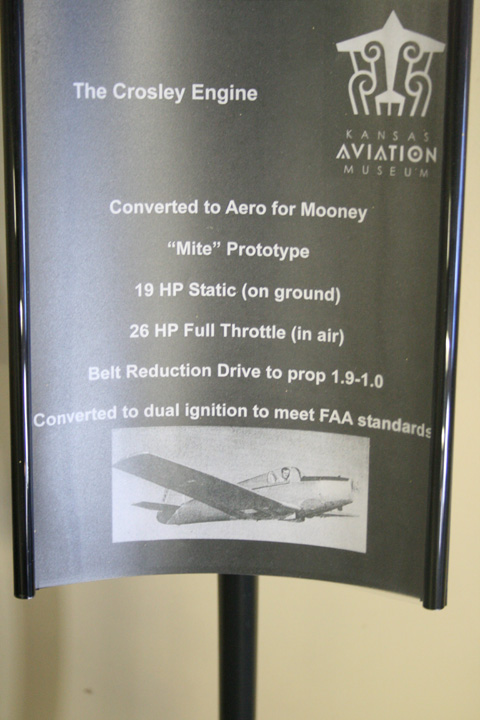 The Crosley Engine
KANSAS
AVIATION
MUSEUM
Converted to Aero for Mooney
“Mite” Prototype
19 HP Static (on ground)
26 HP Full Throttle (in air)
Belt Reduction Drive to prop 1.9-1.0
Converted to dual ignition to meet FAA standards